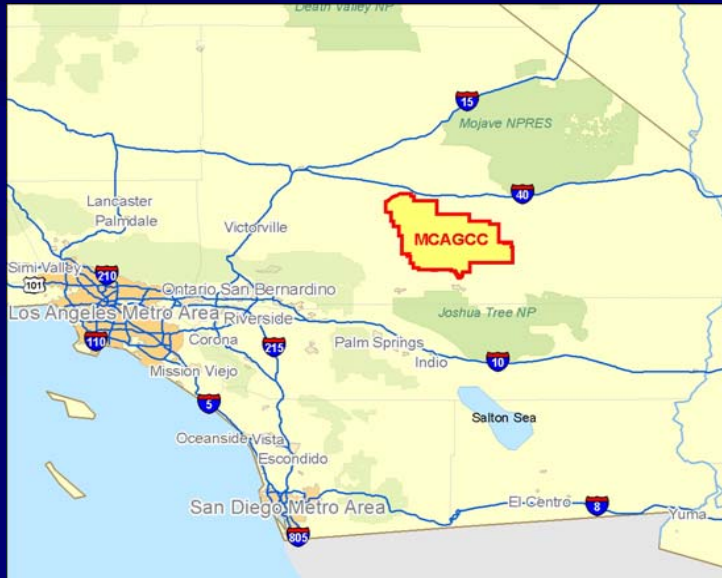 Death Valley NP
15
Mojave NPRES
40
Lancaster
Palmdale
Victorville
MCAGCC
Simi Valley
210
101
Ontario San Bernardino
Los Angeles Metro Area
Riverside
Joshua Tree NP
110
Corona
215
Palm Springs
Indio
10
Mission Viejo
5
Salton Sea
Oceanside Vista
Escondido
San Diego Metro Area
El Centro
8
Yuma
805